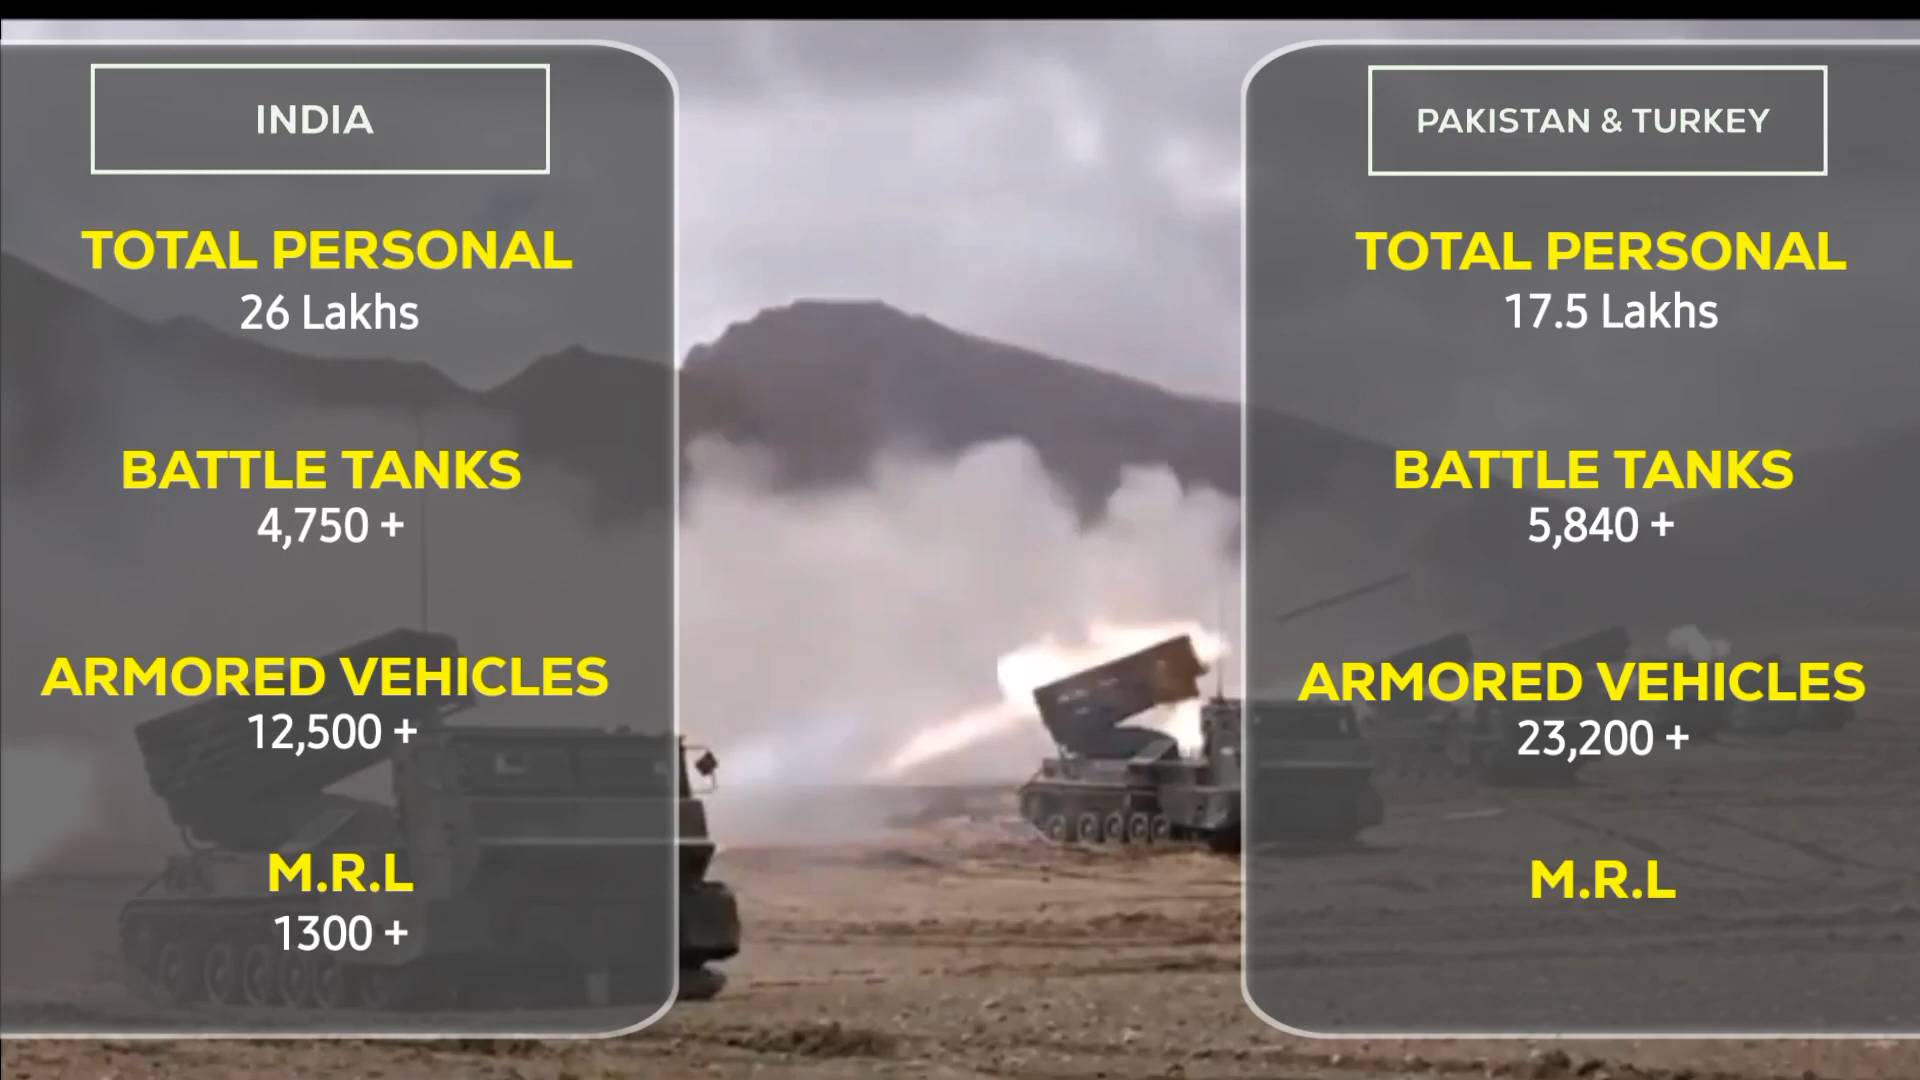 INDIA
TOTAL PERSONAL
26 Lakhs
BATTLE TANKS
4,750 +
ARMORED VEHICLES
12,500 +
M.R.L
1300 +
PAKISTAN & TURKEY
TOTAL PERSONAL
17.5 Lakhs
BATTLE TANKS
5,840 +
ARMORED VEHICLES
23,200 +
M.R.L